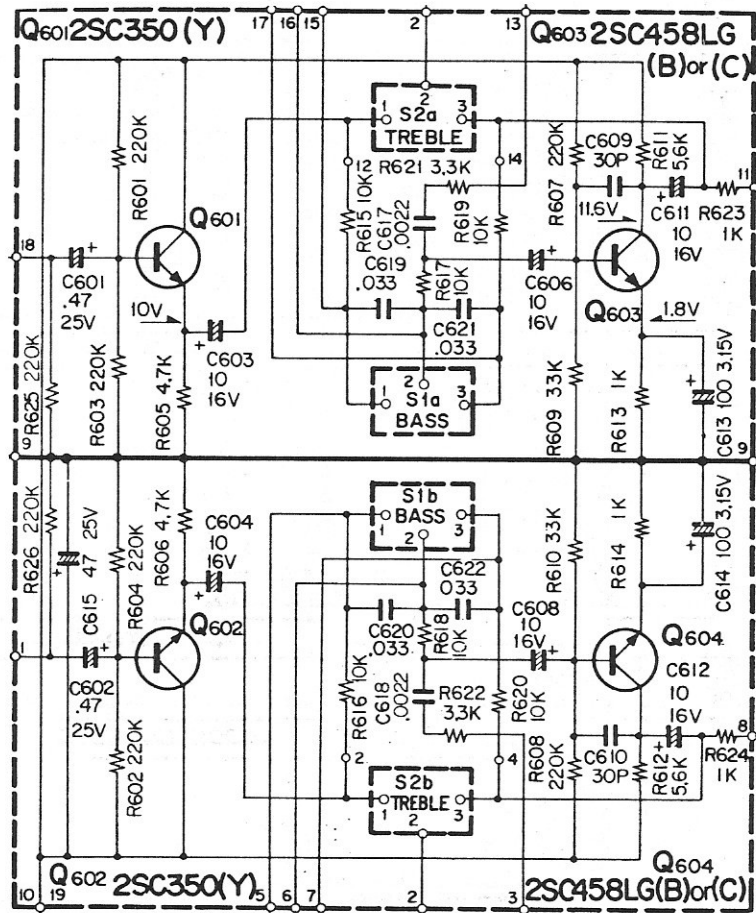 17 16 15 2 13
Q601 2SC350 (Y)
Q603 2SC458LG
(B) or (C)
1 2 3
S2a
TREBLE
12 R621 3.3K 14
R601 220K
R615 10K
C617 .0022
R619 10K
R607 220K
C609
30P
R611 5.6K
11
Q601
18
+
C601
.47
25V
10V
+
C603
10
16V
C619
.033
R617 10K
C621
.033
+
C606
10
16V
11.6V
+
C611
10
16V
R623
1K
Q603
1.8V
R625 220K
R603 220K
R605 4.7K
1 2 3
S1a
BASS
R609 33K
R613 1K
+
C613 100 3.15V
9
9
R626 220K
+
C615 47 25V
R604 220K
R606 4.7K
C604
10
16V
+
S1b
BASS
1 2 3
R610 33K
R614 1K
+
C614 100 3.15V
C622
.033
C620
.033
R618 10K
C608
10
16V
+
Q602
Q604
1
+
C602
.47
25V
R616 10K
C618 .0022
R622
3.3K
R620 10K
C612
10
16V
8
R602 220K
2
4
R608 220K
C610
30P
R612 5.6K
+
R624
1K
S2b
TREBLE
1 2 3
Q602 2SC350(Y)
Q604
2SC458LG(B)or(C)
10 19 5 6 7 2 3